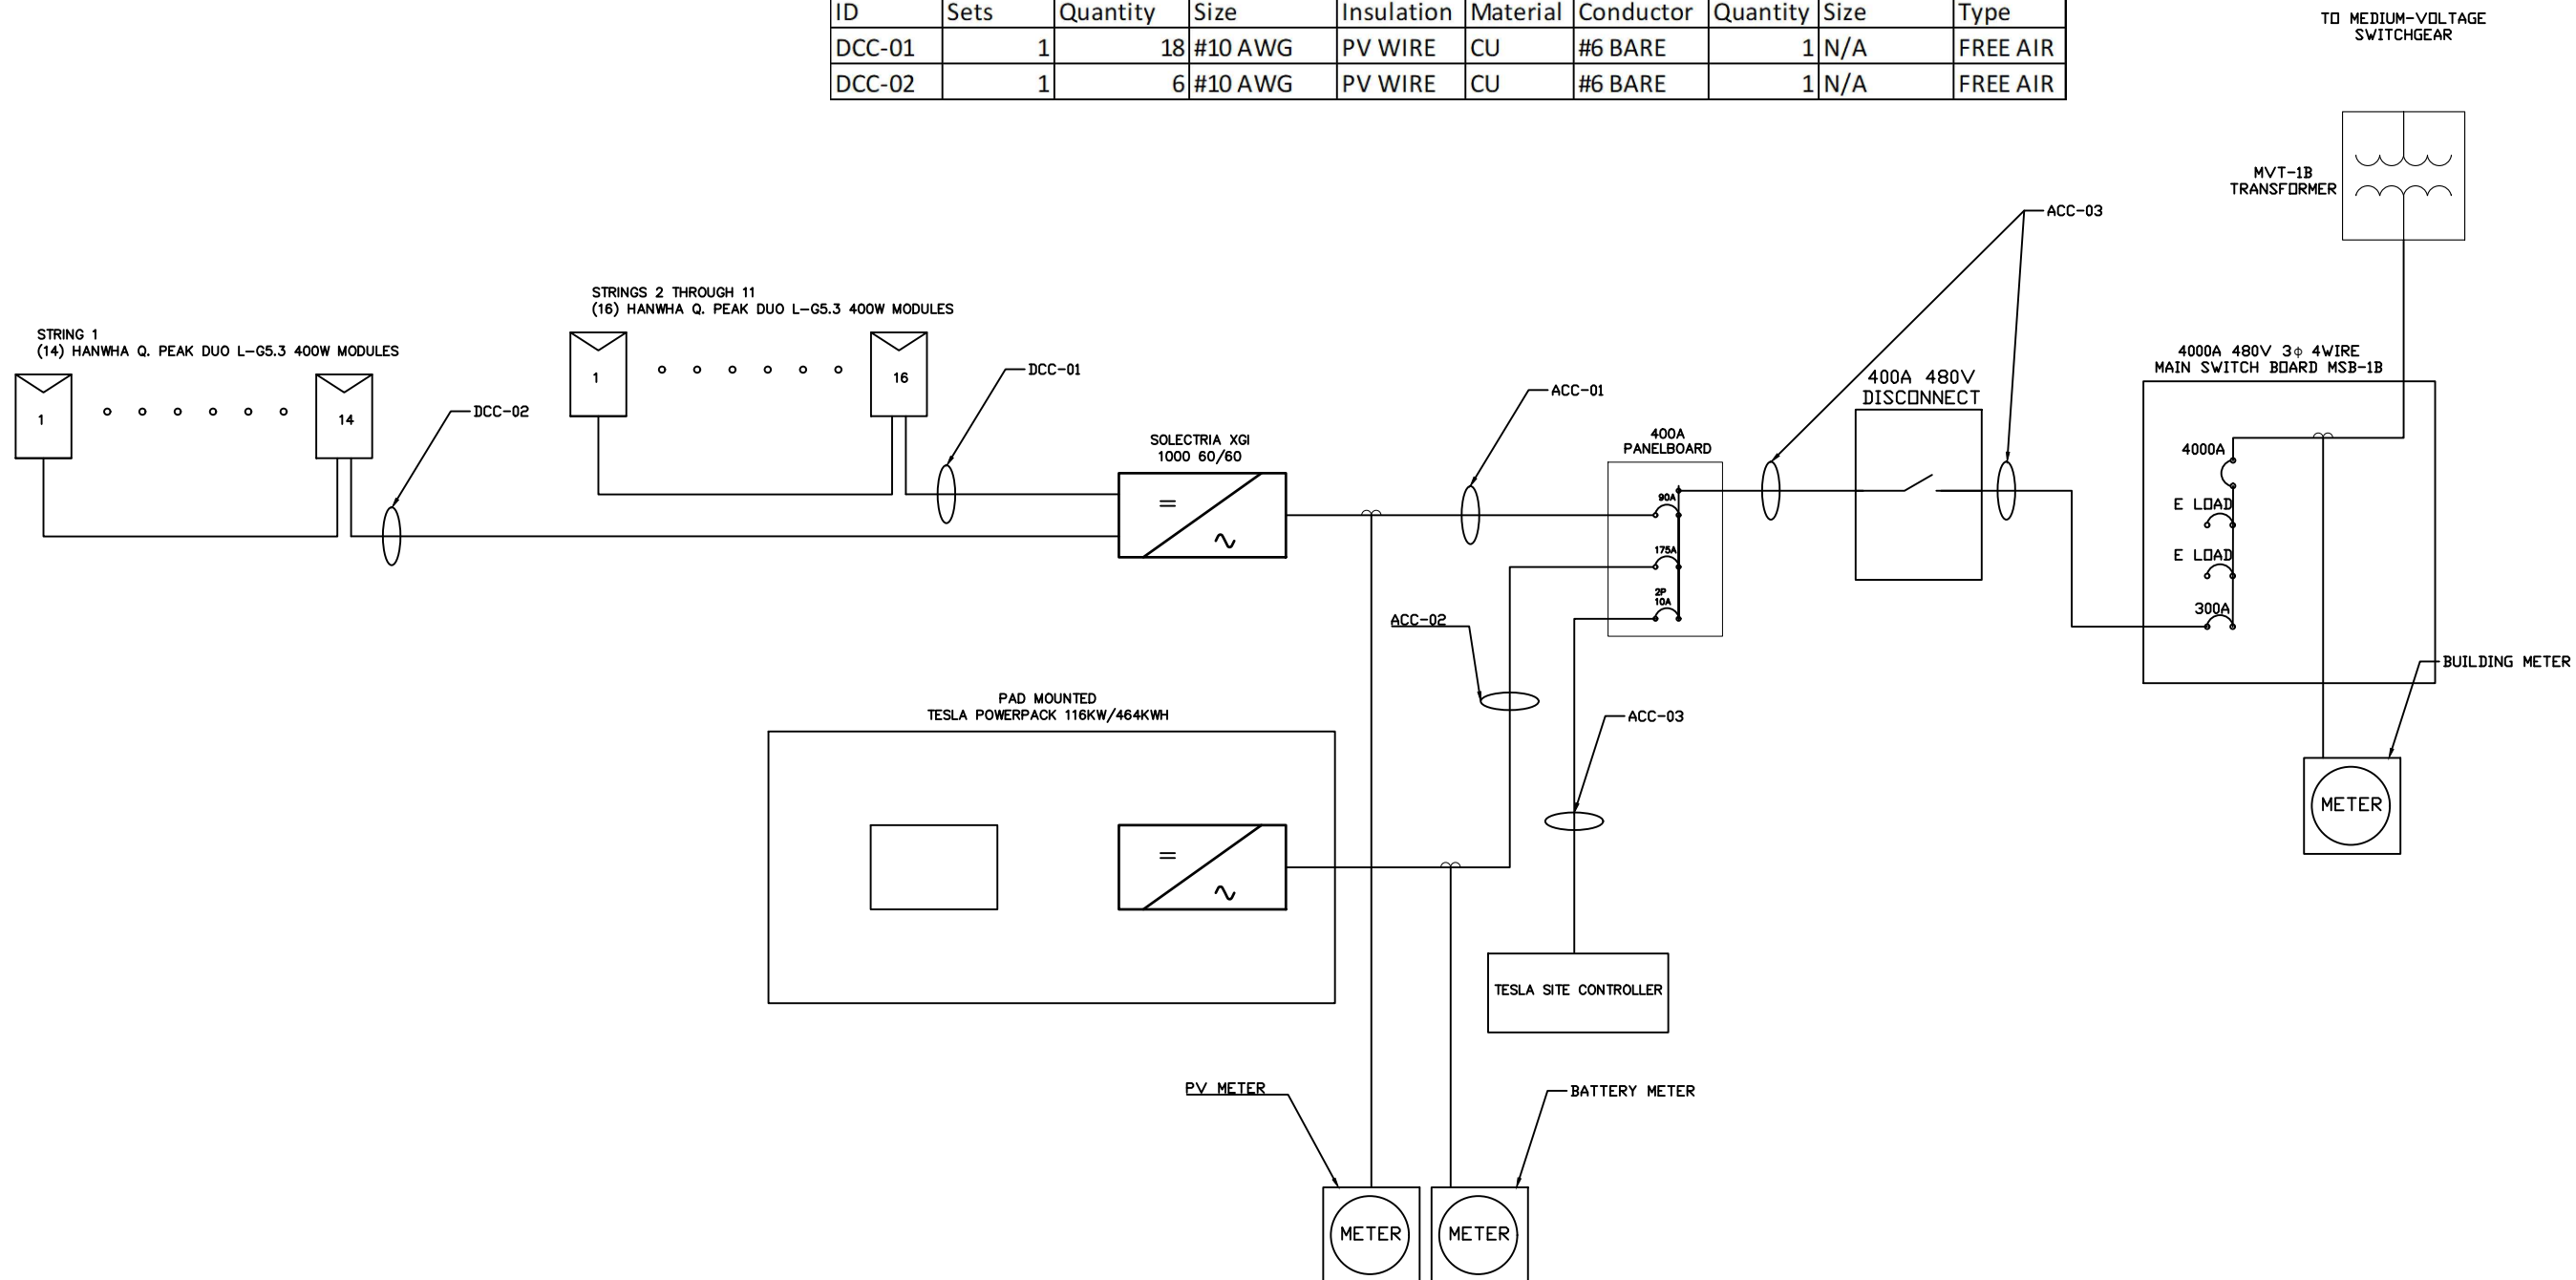 ID Sets Quantity Size Insulation Material Conductor Quantity Size Type
DCC-01 1 18 #10 AWG PV WIRE CU #6 BARE 1 N/A FREE AIR
DCC-02 1 6 #10 AWG PV WIRE CU #6 BARE 1 N/A FREE AIR
TO MEDIUM-VOLTAGE
SWITCHGEAR
MVT-1B
TRANSFORMER
ACC-03
STRINGS 2 THROUGH 11
(16) HANWHA Q. PEAK DUO L-G5.3 400W MODULES
1
16
DCC-01
STRING 1
(14) HANWHA Q. PEAK DUO L-G5.3 400W MODULES
1
14
DCC-02
SOLECTRIA XGI
1000 60/60
ACC-01
400A
PANELBOARD
90A
175A
2P
10A
400A 480V
DISCONNECT
4000A 480V 3ϕ 4WIRE
MAIN SWITCH BOARD MSB-1B
4000A
E LOAD
E LOAD
300A
BUILDING METER
METER
ACC-02
ACC-03
PAD MOUNTED
TESLA POWERPACK 116KW/464KWH
TESLA SITE CONTROLLER
PV METER
BATTERY METER
METER
METER